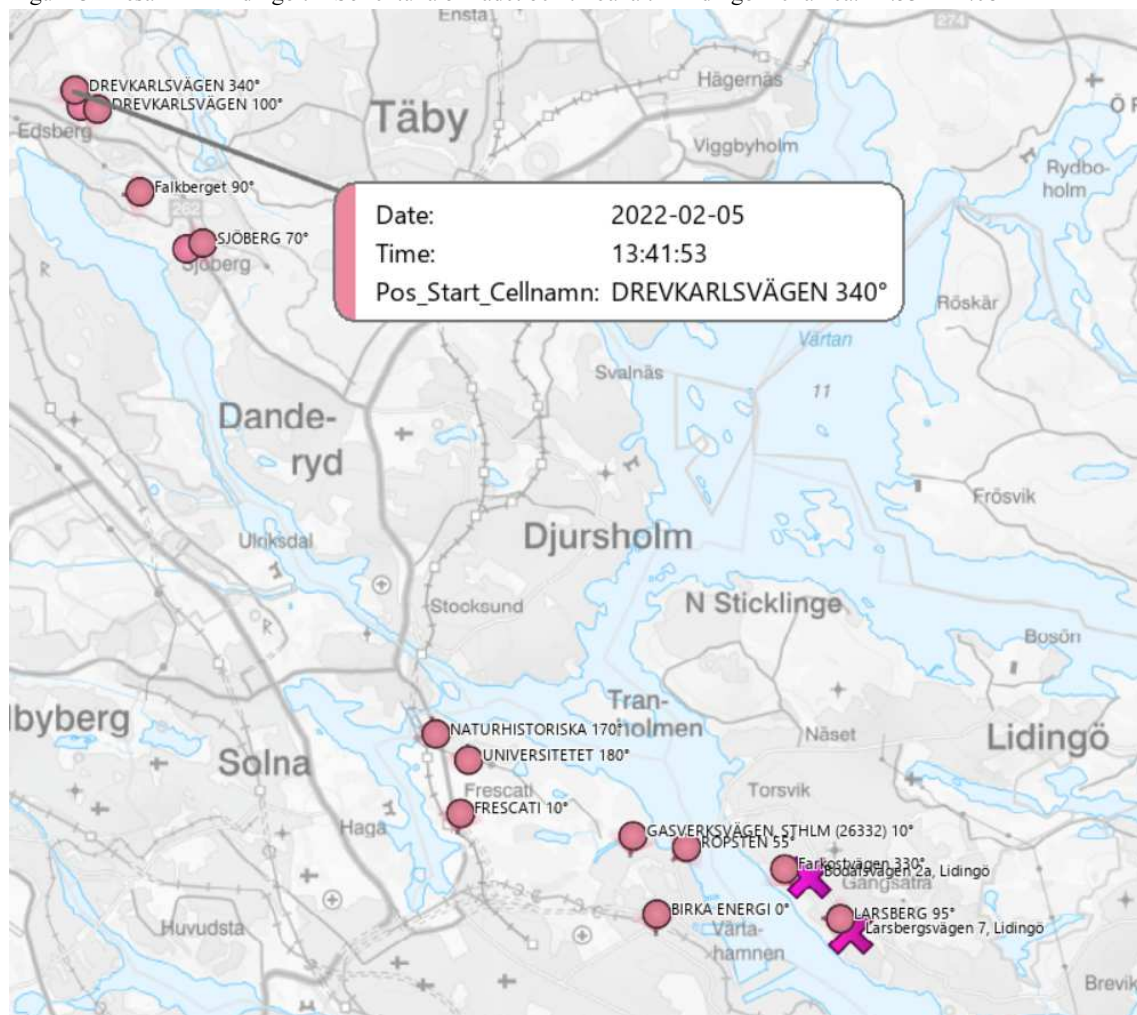 Ensta
274
Hägernäs
DREVKARLSVÄGEN 340°
DREVKARLSVÄGEN 100°
Täby
Edsberg
Viggbyholm
Rydbo-
holm
Falkberget 90°
262
SJÖBERG 70°
Sjöberg
Date: 2022-02-05
Time: 13:41:53
Pos_Start_Cellnamn: DREVKARLSVÄGEN 340°
Röskär
Värtan
Svalnäs
11
Dande-
ryd
Frösvik
Ulriksdal
Djursholm
Stocksund
N Sticklinge
Bosön
Tran-
holmen
lbyberg
NATURHISTORISKA 170°
Näset
Lidingö
Solna
UNIVERSITETET 180°
Frescati
Torsvik
FRESCATI 10°
Haga
GASVERKSVÄGEN, STHLM (26332) 10°
ROPSTEN 55°
Farkostvägen 330°
Bodalsvägen 2a, Lidingö
Gångsätra
BIRKA ENERGI 0°
LARSBERG 95°
Larsbergsvägen 7, Lidingö
Huvudsta
Värta-
hamnen
Brevik